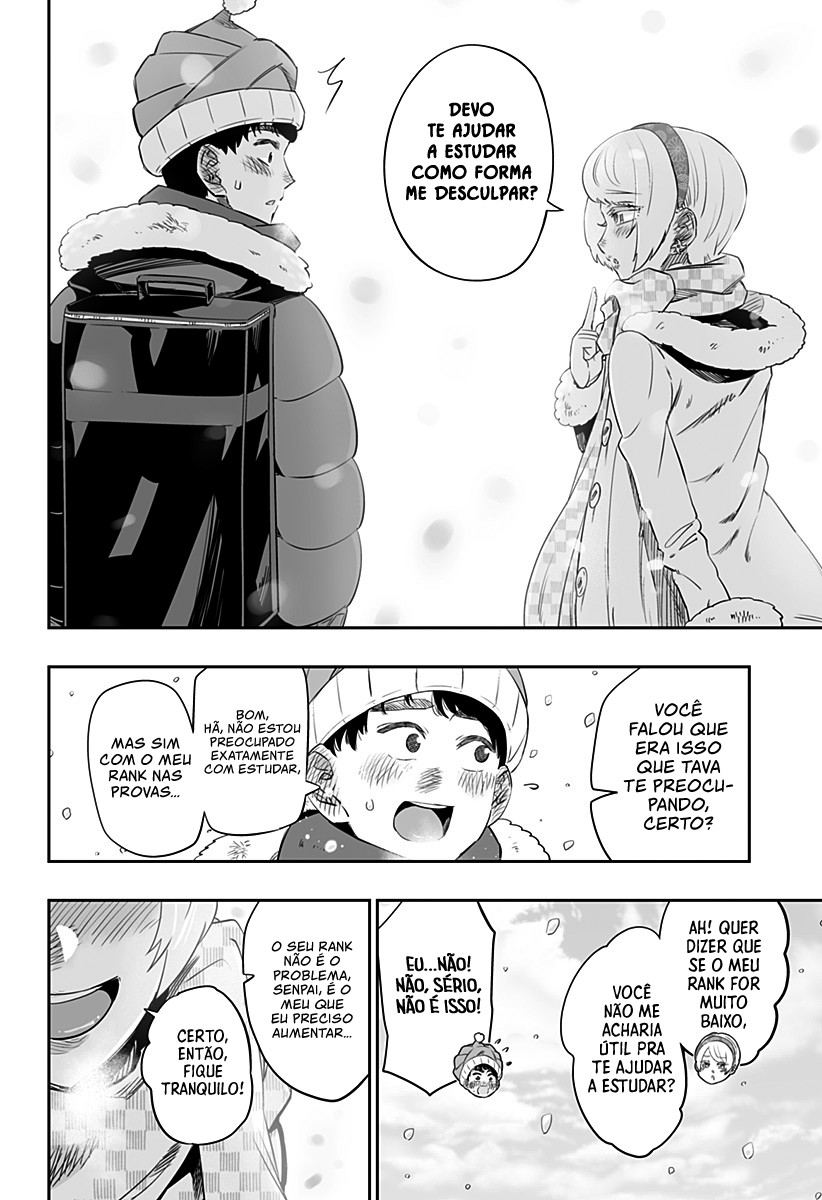 DEVO
TE AJUDAR
A ESTUDAR
COMO FORMA
ME DESCULPAR?
VOCÊ
FALOU QUE
ERA ISSO
QUE TAVA
TE PREOCU-
PANDO,
CERTO?
BOM,
HÃ, NÃO ESTOU
PREOCUPADO
EXATAMENTE
COM ESTUDAR,
MAS SIM
COM O MEU
RANK NAS
PROVAS...
AH! QUER
DIZER QUE
SE O MEU
RANK FOR
MUITO
BAIXO,
VOCÊ
NÃO ME
ACHARIA
ÚTIL PRA
TE AJUDAR
A ESTUDAR?
EU...NÃO!
NÃO, SÉRIO,
NÃO É ISSO!
O SEU RANK
NÃO É O
PROBLEMA,
SENPAI, É O
MEU QUE
EU PRECISO
AUMENTAR...
CERTO,
ENTÃO,
FIQUE
TRANQUILO!